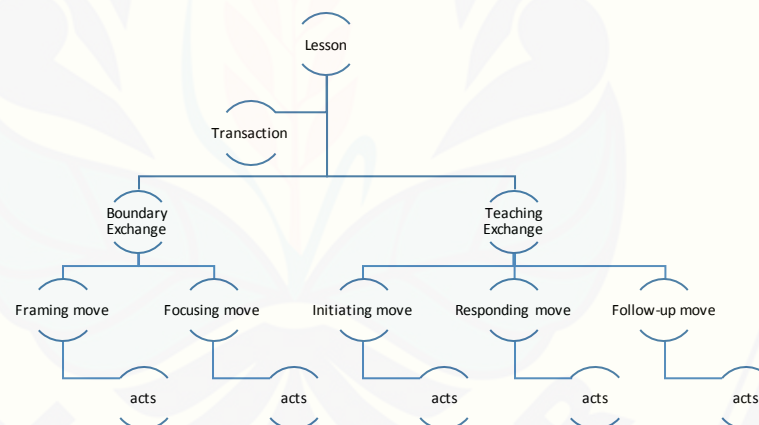 Lesson
Transaction
Boundary
Exchange
Teaching
Exchange
Framing move
Focusing move
Initiating move
Responding move
Follow-up move
acts
acts
acts
acts
acts